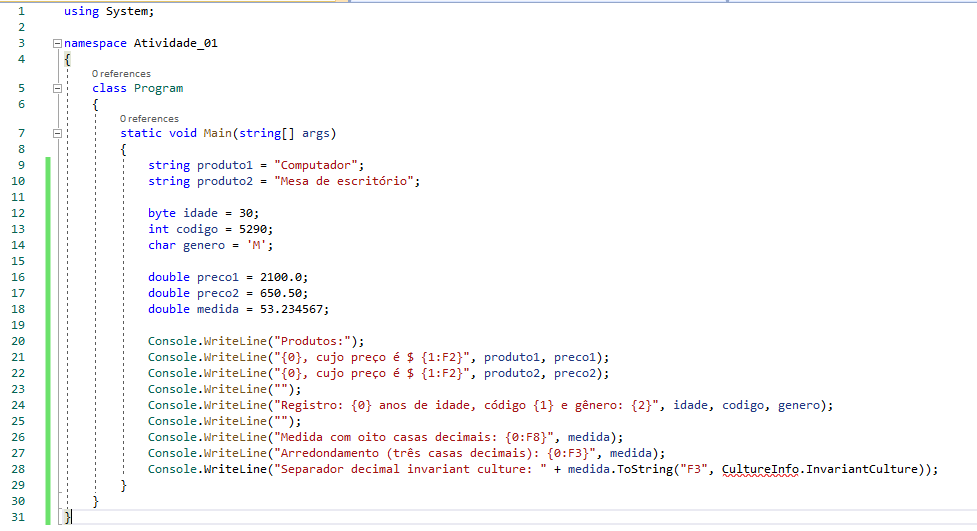 1 using System;
2
3 namespace Atividade_01
4 {
0 references
5 class Program
6 {
0 references
7 static void Main(string[] args)
8 {
9 string produto1 = "Computador";
10 string produto2 = "Mesa de escritório";
11
12 byte idade = 30;
13 int codigo = 5290;
14 char genero = 'M';
15
16 double preco1 = 2100.0;
17 double preco2 = 650.50;
18 double medida = 53.234567;
19
20 Console.WriteLine("Produtos:");
21 Console.WriteLine("{0}, cujo preço é $ {1:F2}", produto1, preco1);
22 Console.WriteLine("{0}, cujo preço é $ {1:F2}", produto2, preco2);
23 Console.WriteLine("");
24 Console.WriteLine("Registro: {0} anos de idade, código {1} e gênero: {2}", idade, codigo, genero);
25 Console.WriteLine("");
26 Console.WriteLine("Medida com oito casas decimais: {0:F8}", medida);
27 Console.WriteLine("Arredondamento (três casas decimais): {0:F3}", medida);
28 Console.WriteLine("Separador decimal invariant culture: " + medida.ToString("F3", CultureInfo.InvariantCulture));
29 }
30 }
31 }